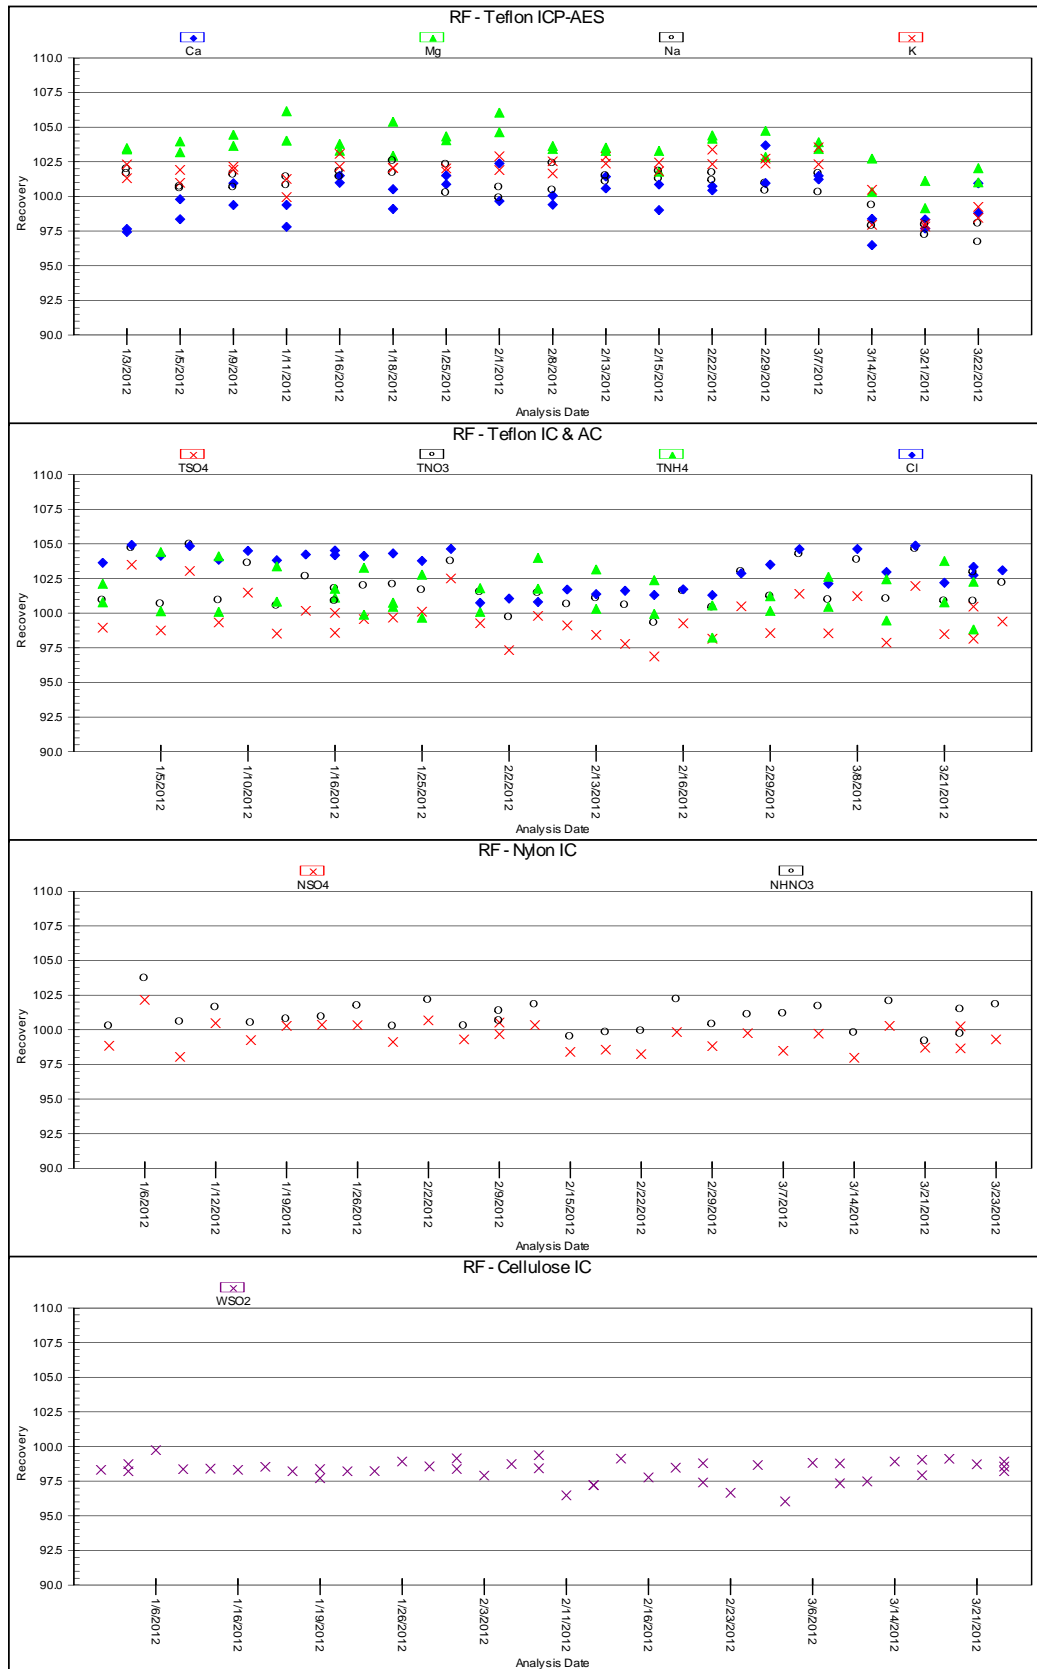 RF - Teflon ICP-AES
Ca Mg Na K
110.0
107.5
105.0
102.5
100.0
97.5
95.0
92.5
90.0
Recovery
1/3/2012 1/5/2012 1/9/2012 1/11/2012 1/16/2012 1/18/2012 1/25/2012 2/1/2012 2/8/2012 2/13/2012 2/15/2012 2/22/2012 2/29/2012 3/7/2012 3/14/2012 3/21/2012 3/22/2012
Analysis Date
RF - Teflon IC & AC
TSO4 TNO3 TNH4 Cl
110.0
107.5
105.0
102.5
100.0
97.5
95.0
92.5
90.0
Recovery
1/5/2012 1/10/2012 1/16/2012 1/25/2012 2/2/2012 2/13/2012 2/16/2012 2/29/2012 3/8/2012 3/21/2012
Analysis Date
RF - Nylon IC
NSO4 NHNO3
110.0
107.5
105.0
102.5
100.0
97.5
95.0
92.5
90.0
Recovery
1/6/2012 1/12/2012 1/19/2012 1/26/2012 2/2/2012 2/9/2012 2/15/2012 2/22/2012 2/29/2012 3/7/2012 3/14/2012 3/21/2012 3/23/2012
Analysis Date
RF - Cellulose IC
WSO2
110.0
107.5
105.0
102.5
100.0
97.5
95.0
92.5
90.0
Recovery
1/6/2012 1/16/2012 1/19/2012 1/26/2012 2/3/2012 2/11/2012 2/16/2012 2/23/2012 3/6/2012 3/14/2012 3/21/2012
Analysis Date